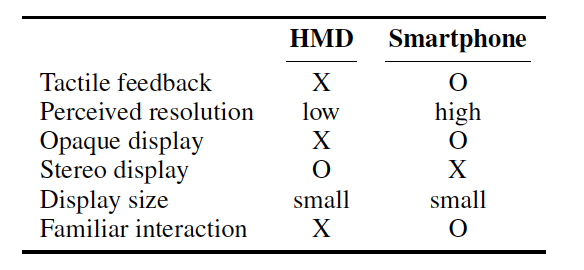 HMD Smartphone
Tactile feedback X O
Perceived resolution low high
Opaque display X O
Stereo display O X
Display size small small
Familiar interaction X O